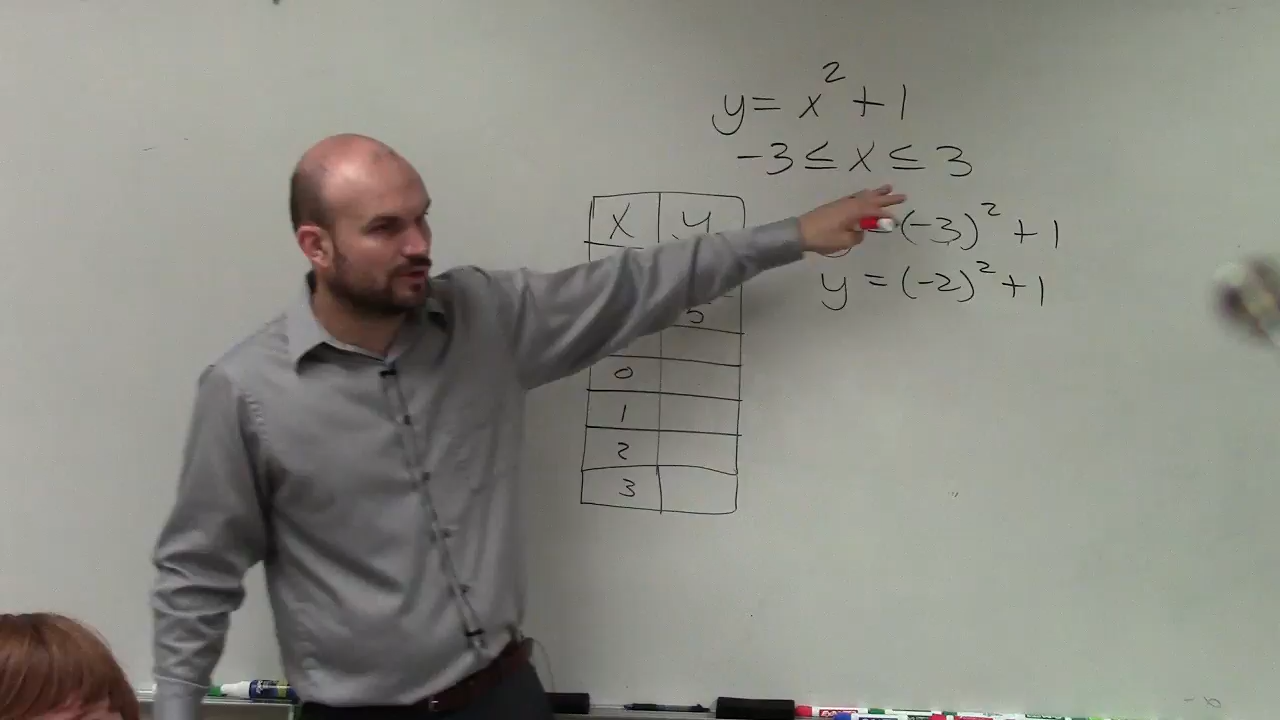 y = x² + 1
-3 ≤ x ≤ 3
= (-3)² + 1
y = (-2)² + 1
x y
5
0
1
2
3